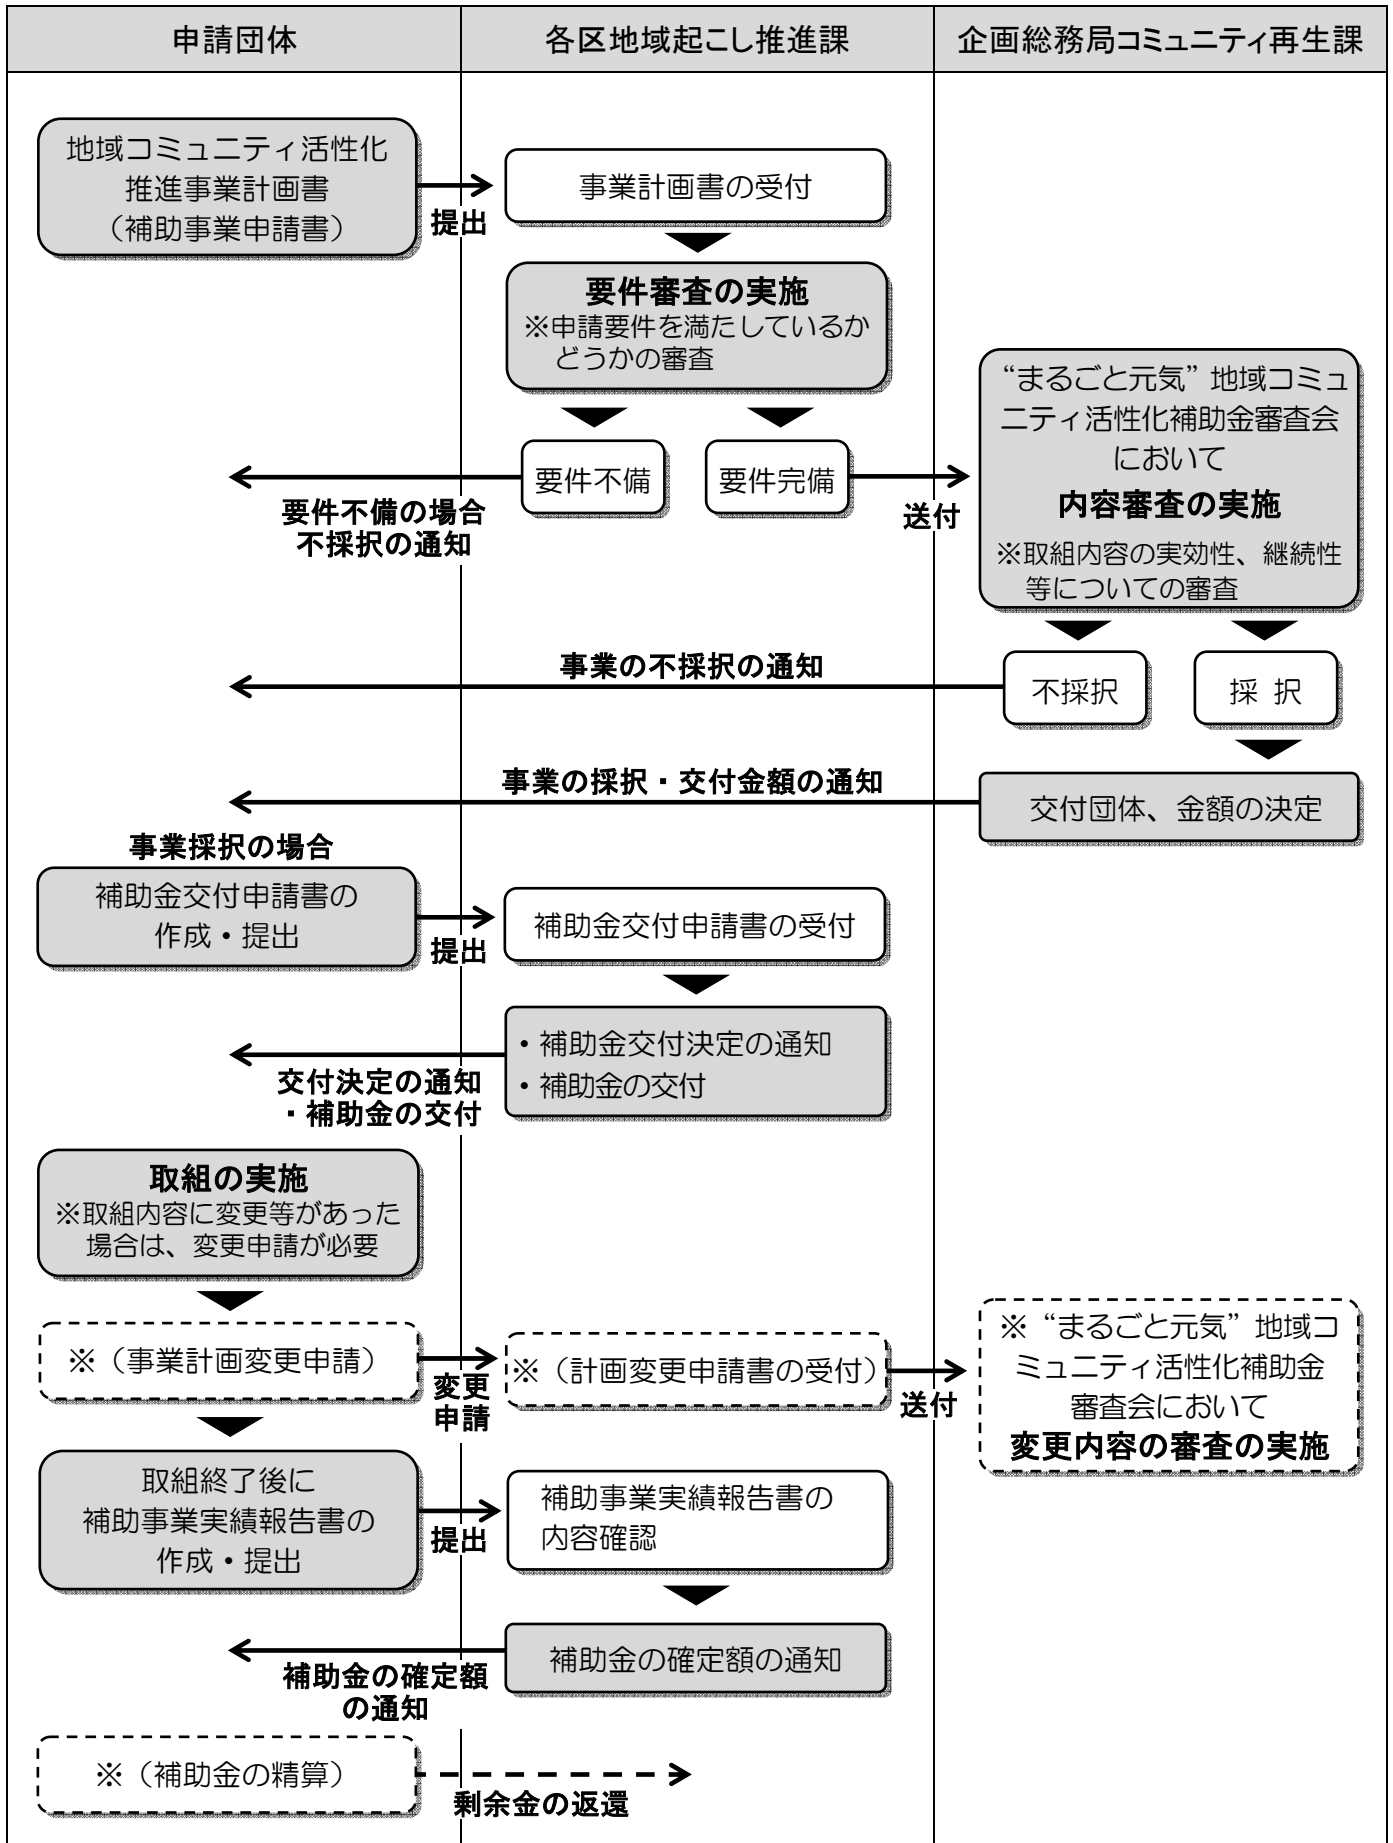 申請団体
各区地域起こし推進課
企画総務局コミュニティ再生課
地域コミュニティ活性化
推進事業計画書
（補助事業申請書）
提出
事業計画書の受付
要件審査の実施
※申請要件を満たしているか
どうかの審査
要件不備
要件完備
要件不備の場合
不採択の通知
送付
“まるごと元気”地域コミュ
ニティ活性化補助金審査会
において
内容審査の実施
※取組内容の実効性、継続性
等についての審査
事業の不採択の通知
不採択
採 択
事業の採択・交付金額の通知
交付団体、金額の決定
事業採択の場合
補助金交付申請書の
作成・提出
提出
補助金交付申請書の受付
・補助金交付決定の通知
・補助金の交付
交付決定の通知
・補助金の交付
取組の実施
※取組内容に変更等があった
場合は、変更申請が必要
※（事業計画変更申請）
変更
申請
※（計画変更申請書の受付）
送付
※“まるごと元気”地域コ
ミュニティ活性化補助金
審査会において
変更内容の審査の実施
取組終了後に
補助事業実績報告書の
作成・提出
提出
補助事業実績報告書の
内容確認
補助金の確定額の通知
補助金の確定額
の通知
※（補助金の精算）
剰余金の返還